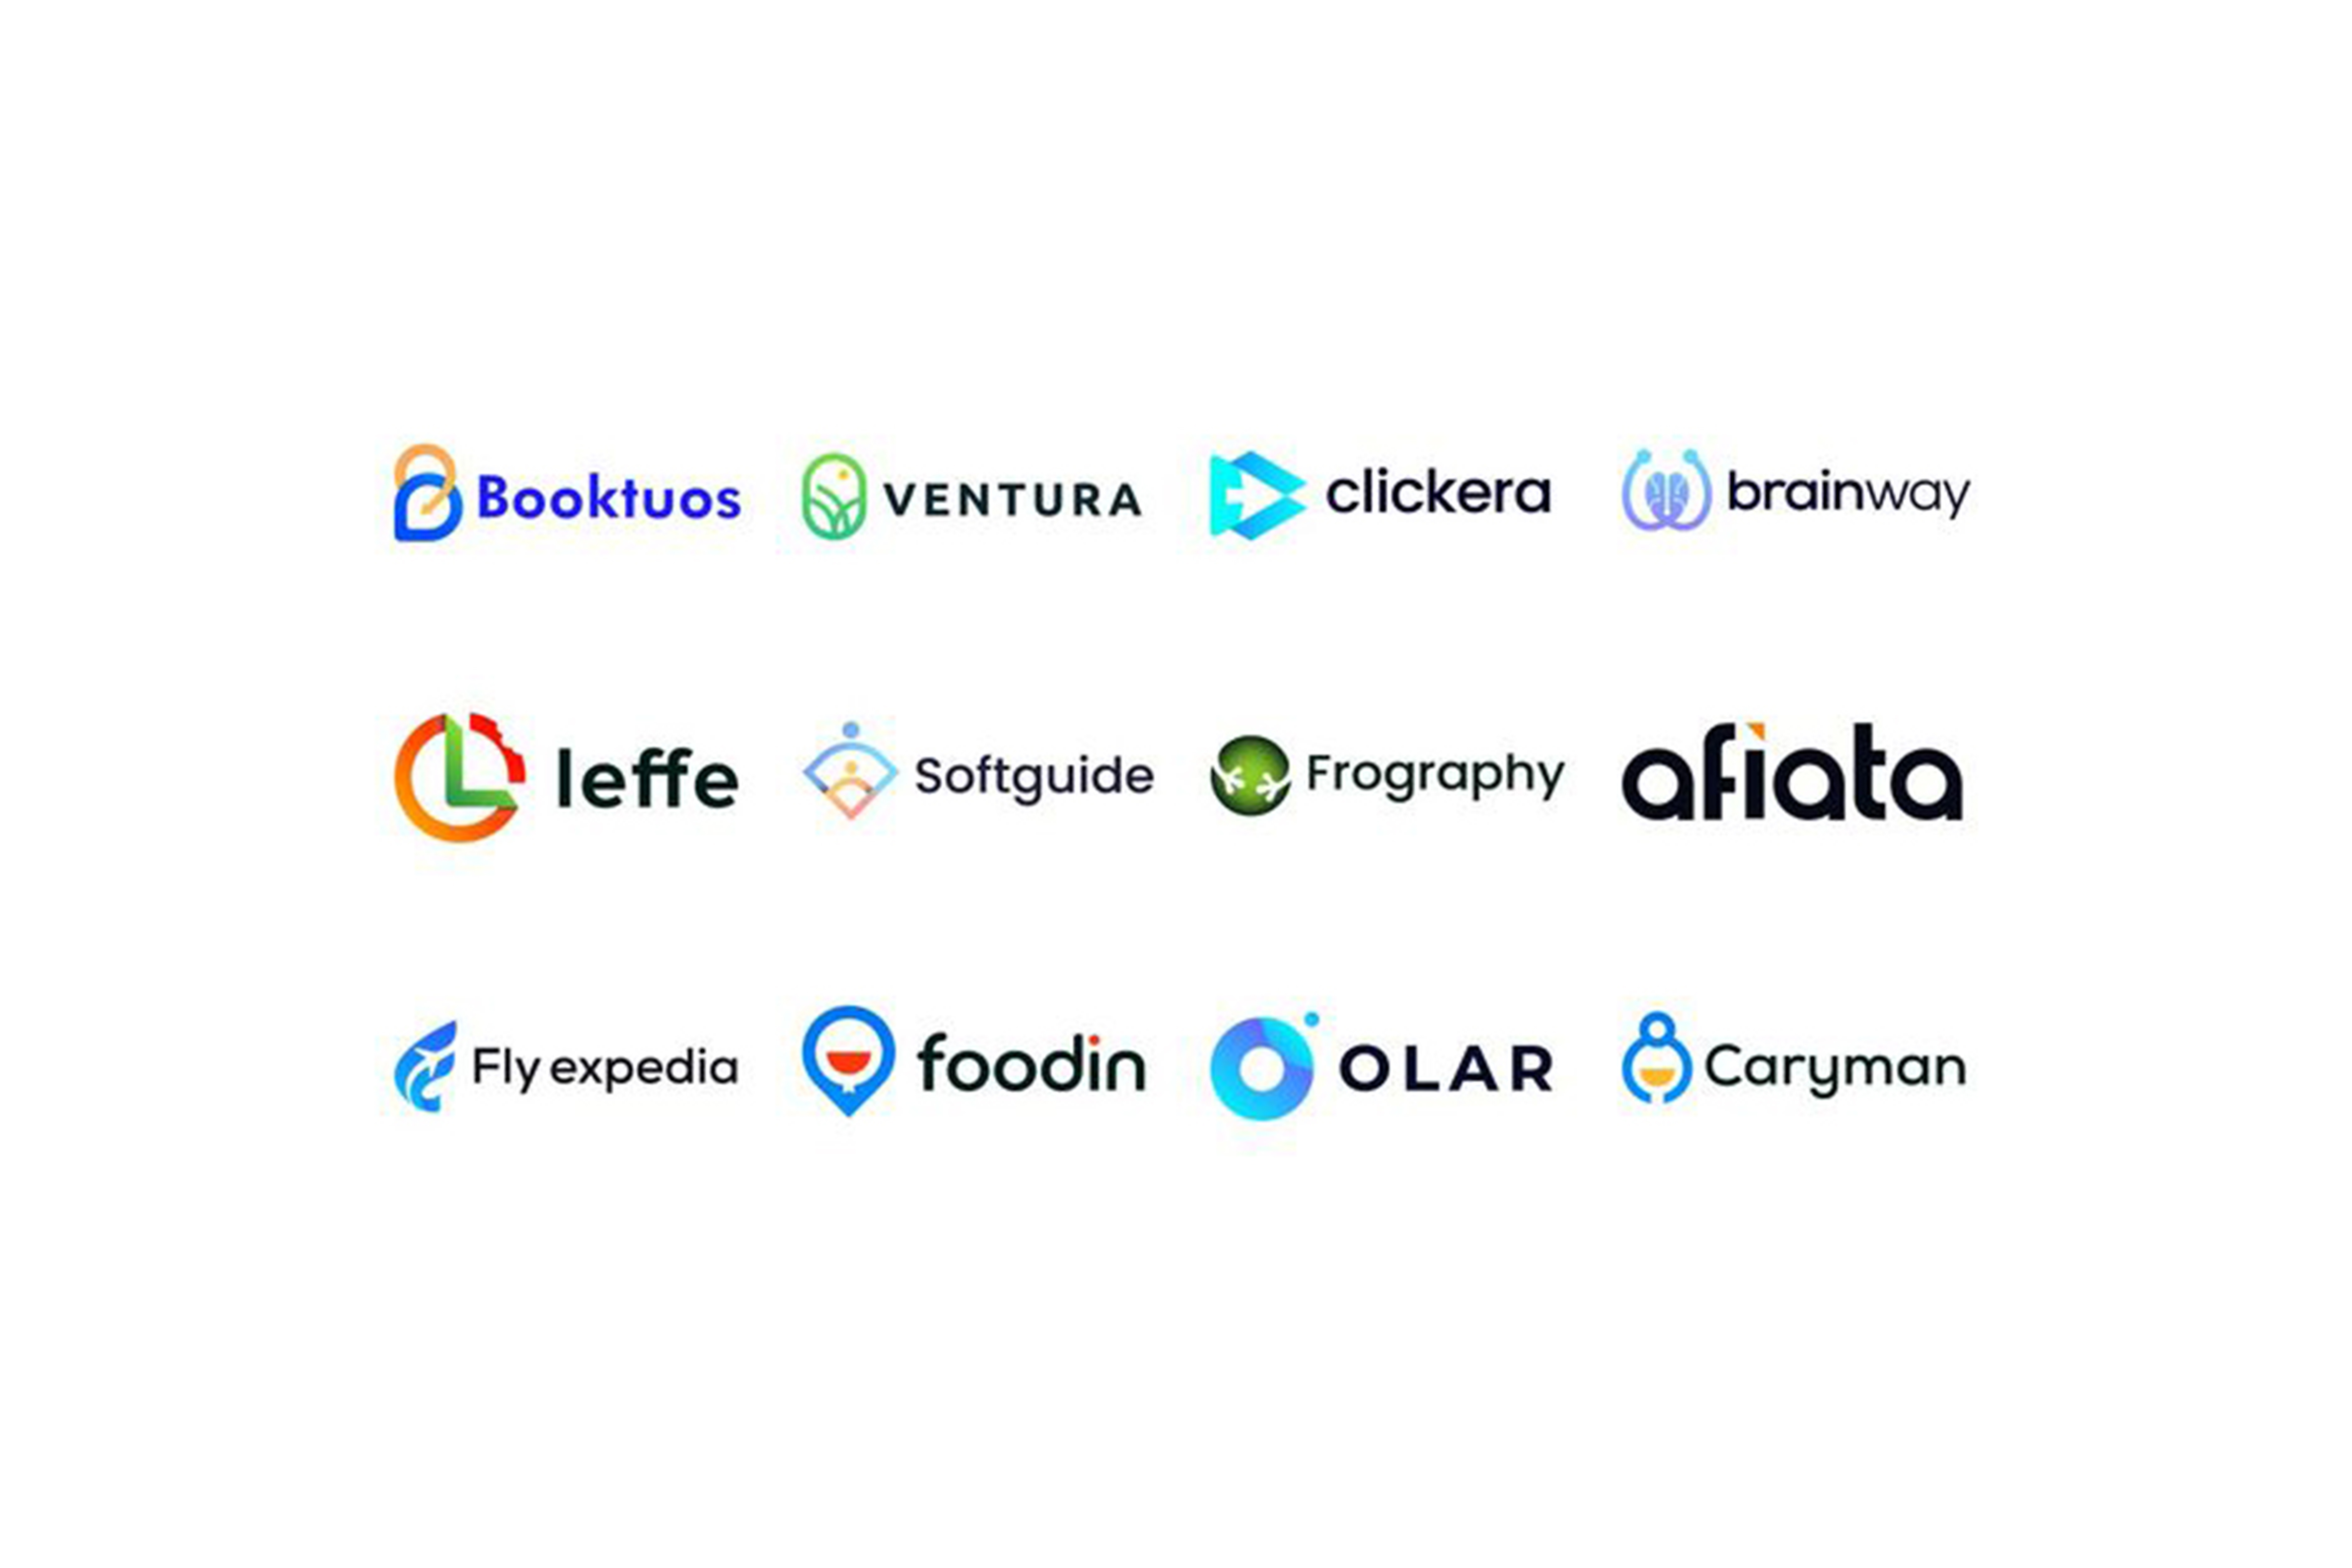 Booktuos
VENTURA
clickera
brainway
leffe
Softguide
Frography
afiata
Fly expedia
foodin
OLAR
Caryman